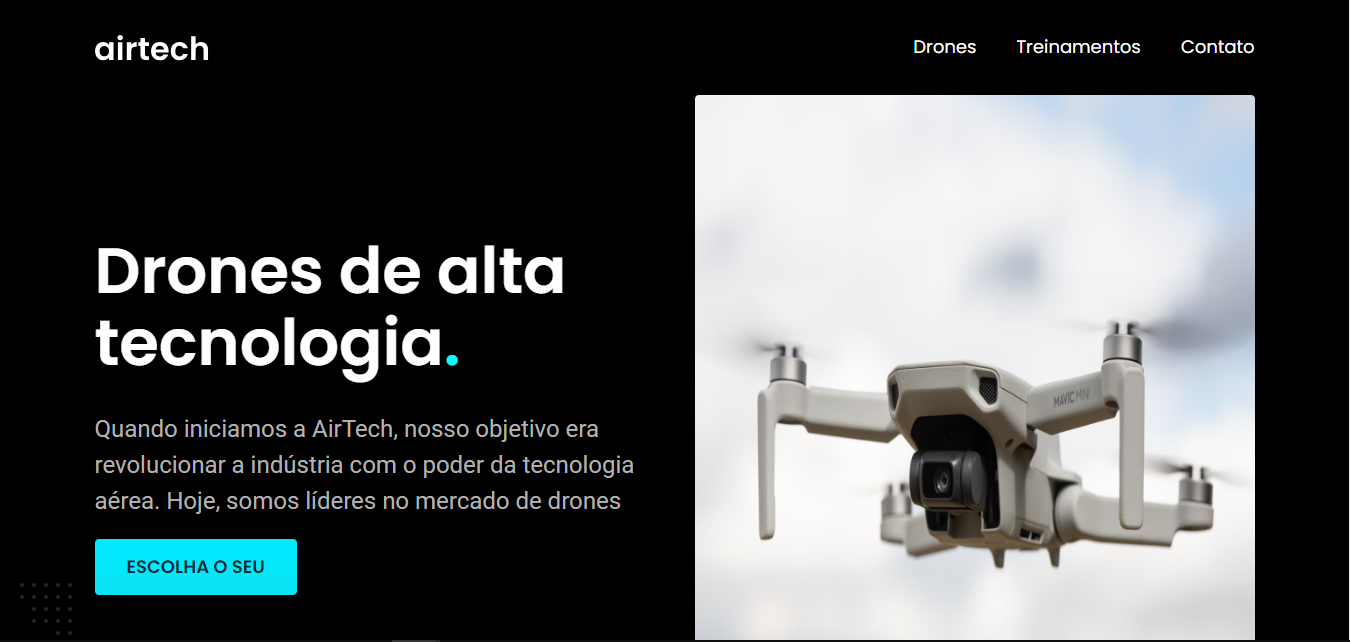 airtech
Drones
Treinamentos
Contato
Drones de alta
tecnologia.
Quando iniciamos a AirTech, nosso objetivo era
revolucionar a indústria com o poder da tecnologia
aérea. Hoje, somos líderes no mercado de drones
ESCOLHA O SEU
MAVIC MINI